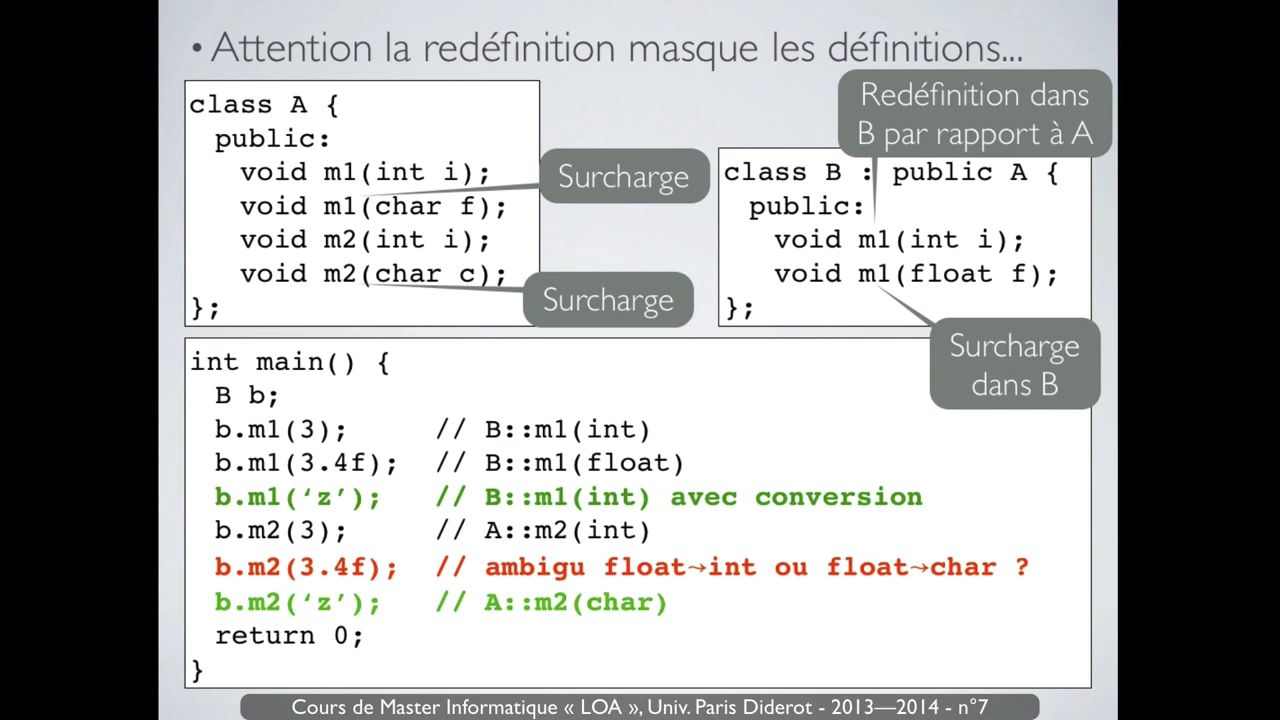 • Attention la redéfinition masque les définitions...
class A {
public:
void m1(int i);
void m1(char f);
void m2(int i);
void m2(char c);
};
Surcharge
Surcharge
Redéfinition dans
B par rapport à A
class B : public A {
public:
void m1(int i);
void m1(float f);
};
Surcharge
dans B
int main() {
B b;
b.m1(3); // B::m1(int)
b.m1(3.4f); // B::m1(float)
b.m1(‘z’); // B::m1(int) avec conversion
b.m2(3); // A::m2(int)
b.m2(3.4f); // ambigu float→int ou float→char ?
b.m2(‘z’); // A::m2(char)
return 0;
}
Cours de Master Informatique « LOA », Univ. Paris Diderot - 2013—2014 - n°7